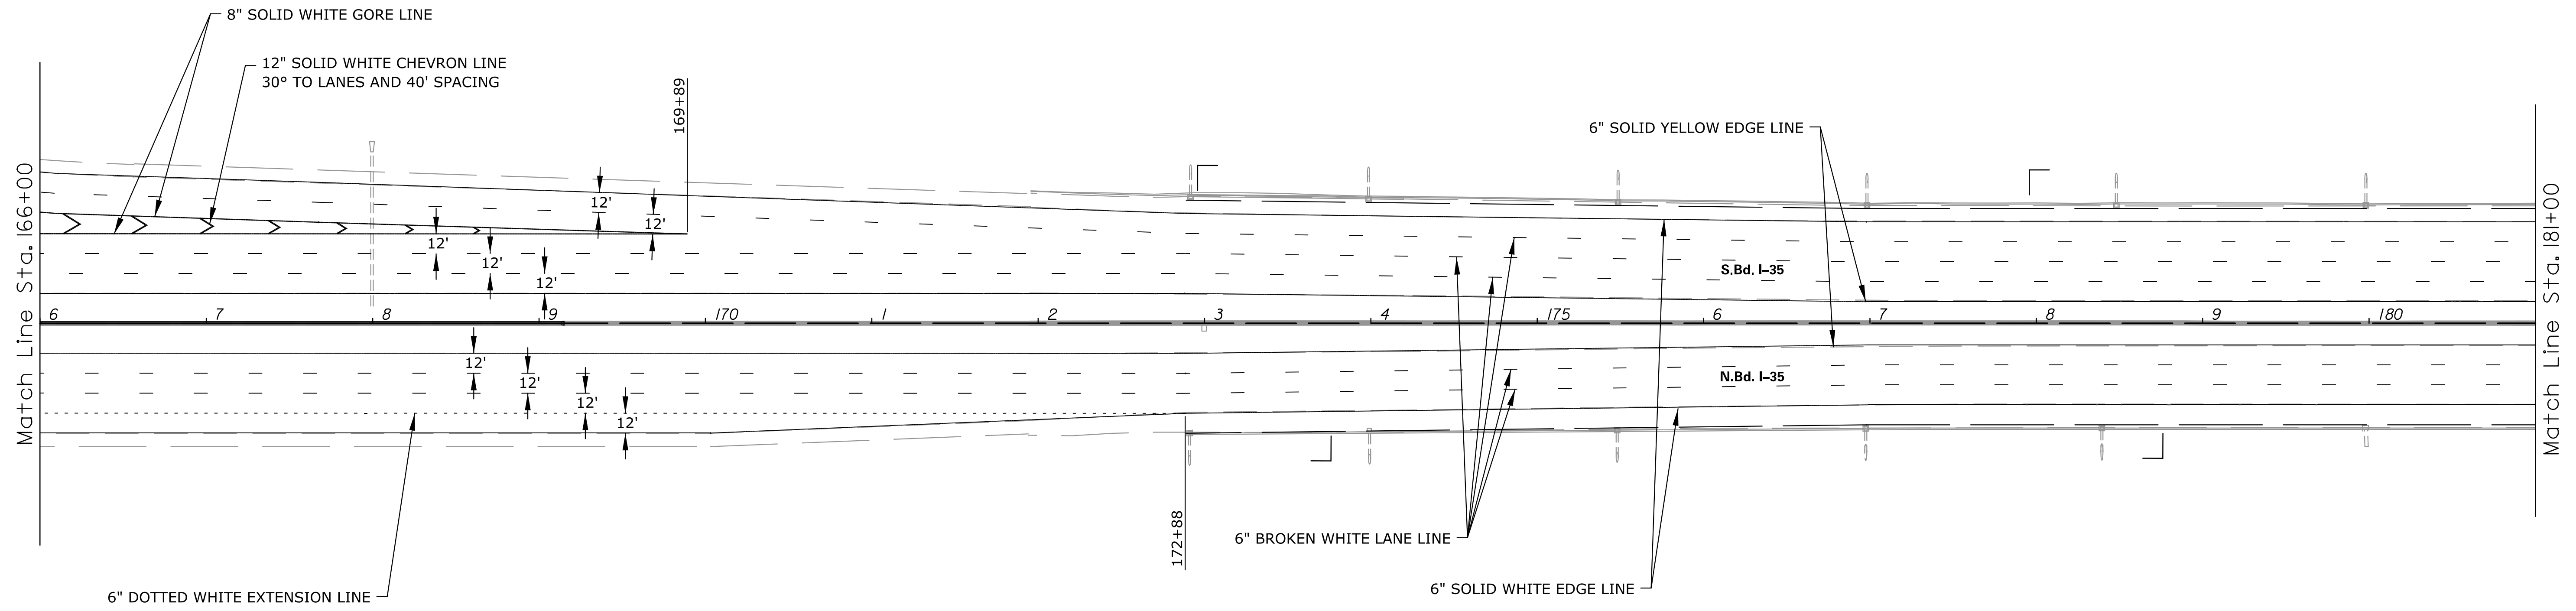 8" SOLID WHITE GORE LINE
12" SOLID WHITE CHEVRON LINE
30° TO LANES AND 40' SPACING
169+89
6" SOLID YELLOW EDGE LINE
Match Line Sta. 166+00
Match Line Sta. 181+00
12'
12'
12'
12'
12'
S.Bd. I-35
6 7 8 9 170 1 2 3 4 175 6 7 8 9 180
12'
12'
12'
12'
N.Bd. I-35
172+88
6" BROKEN WHITE LANE LINE
6" SOLID WHITE EDGE LINE
6" DOTTED WHITE EXTENSION LINE